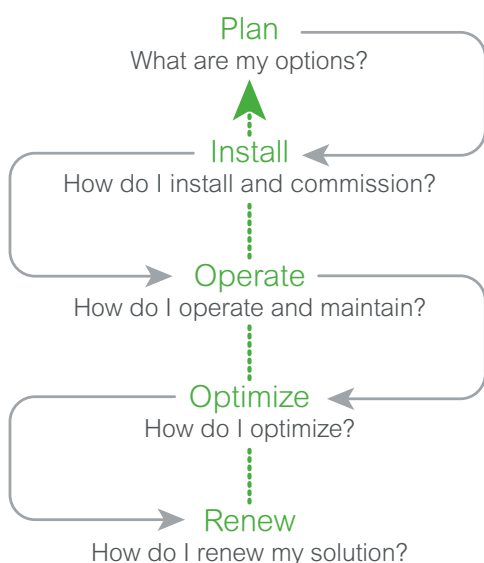 Plan
What are my options?
Install
How do I install and commission?
Operate
How do I operate and maintain?
Optimize
How do I optimize?
Renew
How do I renew my solution?